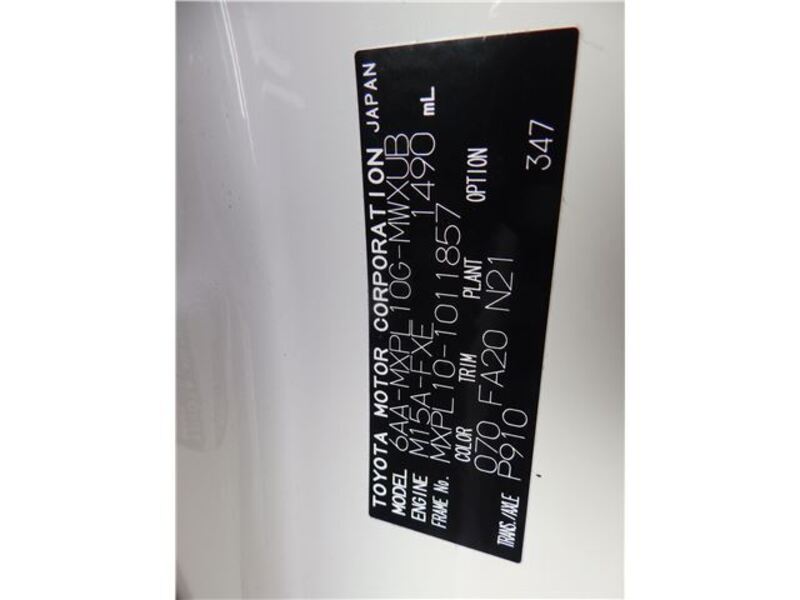 TOYOTA MOTOR CORPORATION JAPAN
MODEL 6AA-MXPL10G-MWXUB
ENGINE M15A-FXE 1490 mL
FRAME No. MXPL10-1011857
COLOR TRIM PLANT OPTION
070 FA20 N21
TRANS./AXLE P910 347